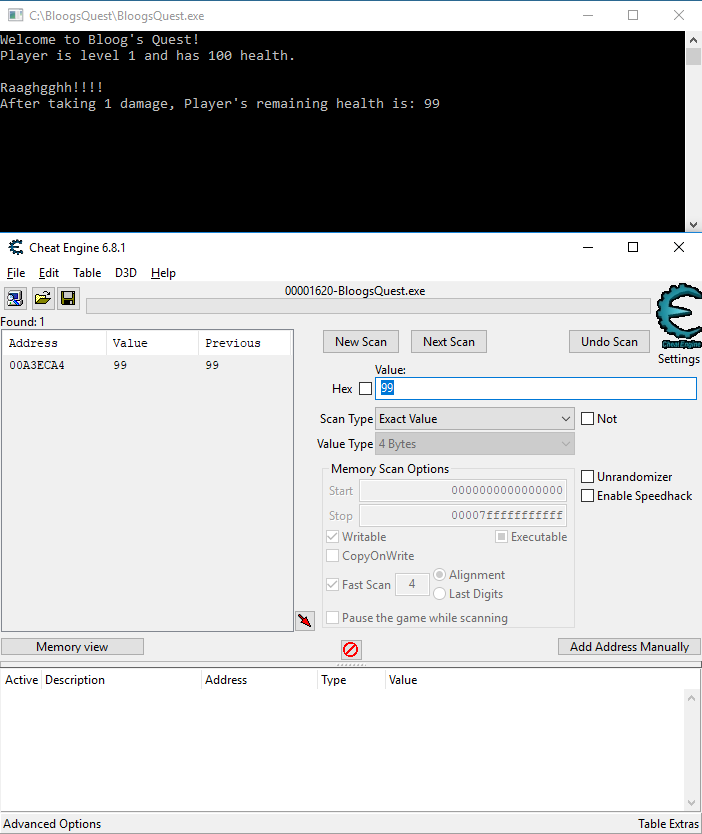 C:\BloogsQuest\BloogsQuest.exe
Welcome to Bloog's Quest!
Player is level 1 and has 100 health.
Raaghgghh!!!!
After taking 1 damage, Player's remaining health is: 99
Cheat Engine 6.8.1
File Edit Table D3D Help
00001620-BloogsQuest.exe
Found: 1
Address Value Previous
00A3ECA4 99 99
New Scan Next Scan Undo Scan
Cheat Engine
Settings
Value:
Hex 99
Scan Type Exact Value Not
Value Type 4 Bytes
Memory Scan Options
Unrandomizer
Enable Speedhack
Start 0000000000000000
Stop 00007fffffffffff
Writable Executable
CopyOnWrite
Fast Scan 4 Alignment
Last Digits
Pause the game while scanning
Memory view Add Address Manually
Active Description Address Type Value
Advanced Options Table Extras